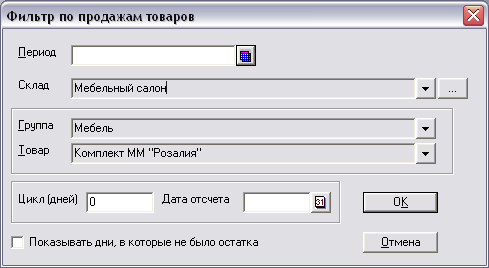 Фильтр по продажам товаров
Период
Склад Мебельный салон ...
Группа Мебель
Товар Комплект ММ "Розалия"
Цикл (дней) 0 Дата отсчета 31 OK
Показывать дни, в которые не было остатка Отмена